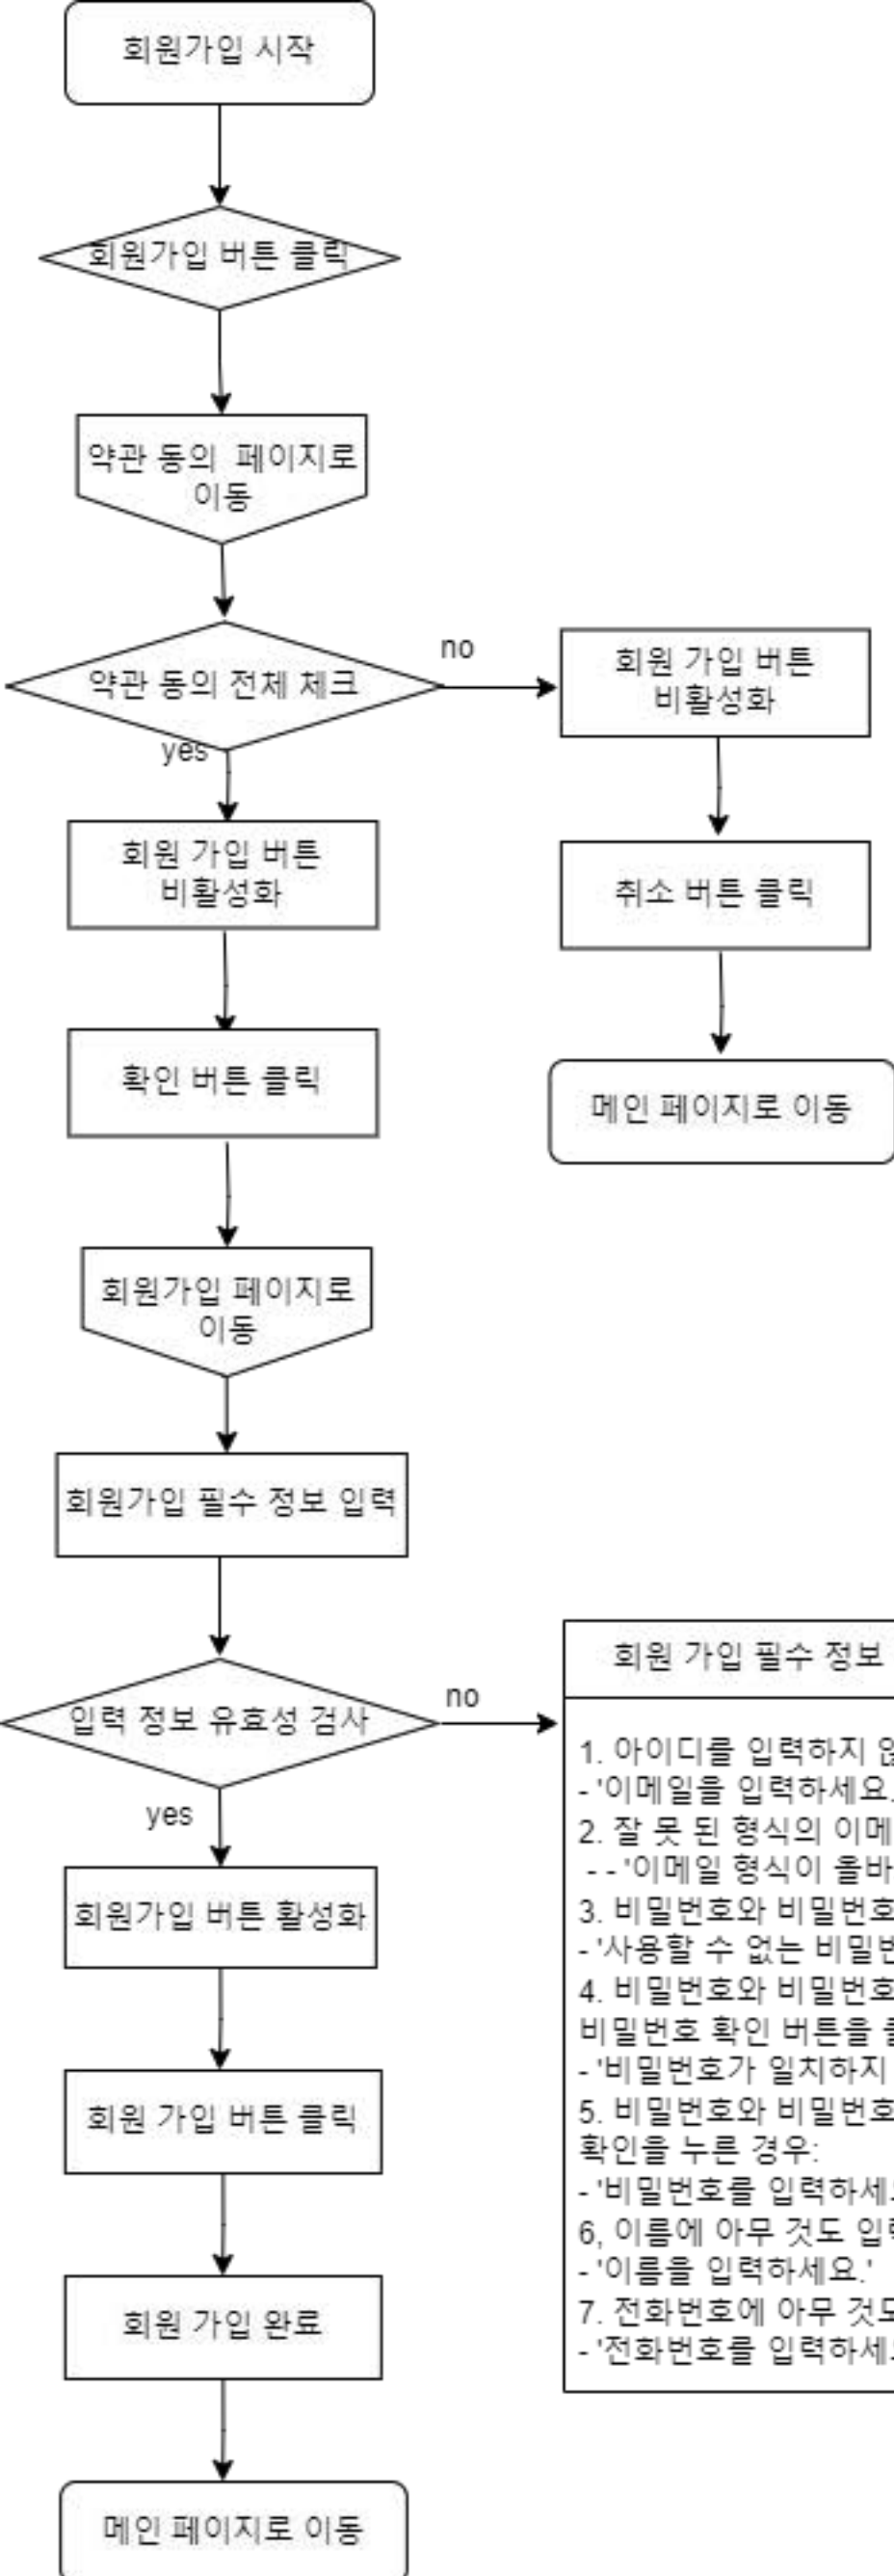 회원가입 시작
회원가입 버튼 클릭
약관 동의 페이지로
이동
약관 동의 전체 체크
no
yes
회원 가입 버튼
비활성화
취소 버튼 클릭
메인 페이지로 이동
회원 가입 버튼
비활성화
확인 버튼 클릭
회원가입 페이지로
이동
회원가입 필수 정보 입력
입력 정보 유효성 검사
no
yes
회원 가입 필수 정보
1. 아이디를 입력하지
- '이메일을 입력하세요.
2. 잘 못 된 형식의 이메
- - '이메일 형식이 올바
3. 비밀번호와 비밀번호
- '사용할 수 없는 비밀번
4. 비밀번호와 비밀번호
비밀번호 확인 버튼을
- '비밀번호가 일치하지
5. 비밀번호와 비밀번호
확인을 누른 경우:
- '비밀번호를 입력하세요
6, 이름에 아무 것도 입력
- '이름을 입력하세요.'
7. 전화번호에 아무 것도
- '전화번호를 입력하세요
회원가입 버튼 활성화
회원 가입 버튼 클릭
회원 가입 완료
메인 페이지로 이동